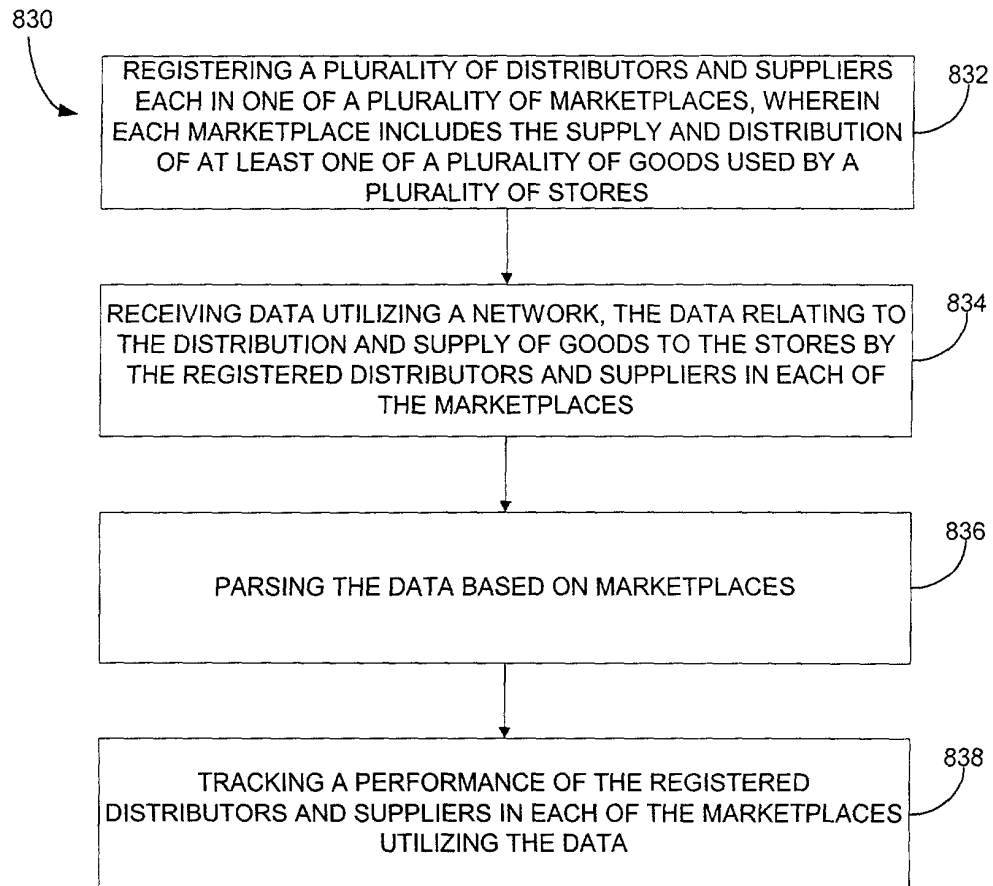 830
REGISTERING A PLURALITY OF DISTRIBUTORS AND SUPPLIERS
EACH IN ONE OF A PLURALITY OF MARKETPLACES, WHEREIN
EACH MARKETPLACE INCLUDES THE SUPPLY AND DISTRIBUTION
OF AT LEAST ONE OF A PLURALITY OF GOODS USED BY A
PLURALITY OF STORES
832
RECEIVING DATA UTILIZING A NETWORK, THE DATA RELATING TO
THE DISTRIBUTION AND SUPPLY OF GOODS TO THE STORES BY
THE REGISTERED DISTRIBUTORS AND SUPPLIERS IN EACH OF
THE MARKETPLACES
834
PARSING THE DATA BASED ON MARKETPLACES
836
TRACKING A PERFORMANCE OF THE REGISTERED
DISTRIBUTORS AND SUPPLIERS IN EACH OF THE MARKETPLACES
UTILIZING THE DATA
838